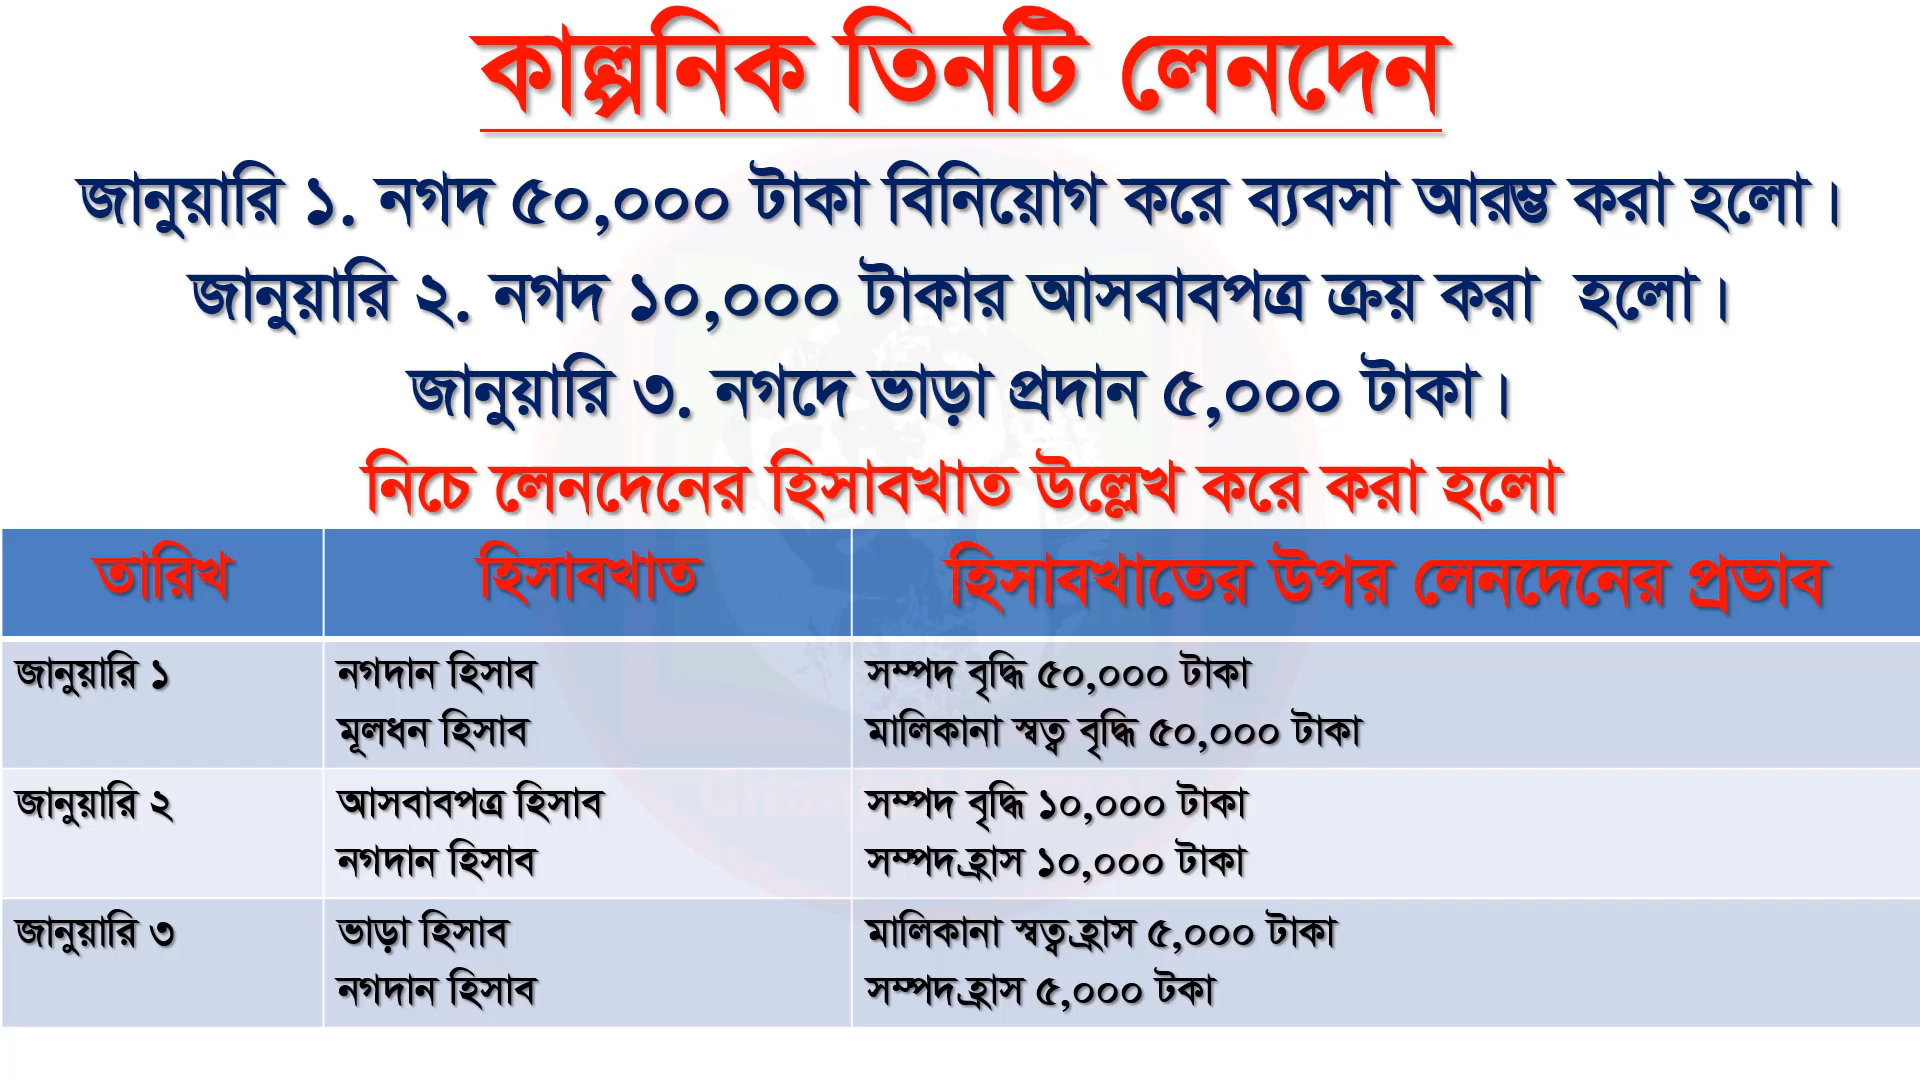 কাল্পনিক তিনটি লেনদেন
জানুয়ারি ১. নগদ ৫০,০০০ টাকা বিনিয়োগ করে ব্যবসা আরম্ভ করা হলো।
জানুয়ারি ২. নগদ ১০,০০০ টাকার আসবাবপত্র ক্রয় করা হলো।
জানুয়ারি ৩. নগদে ভাড়া প্রদান ৫,০০০ টাকা।
নিচে লেনদেনের হিসাবখাত উল্লেখ করে করা হলো
তারিখ হিসাবখাত হিসাবখাতের উপর লেনদেনের প্রভাব
জানুয়ারি ১ নগদান হিসাব সম্পদ বৃদ্ধি ৫০,০০০ টাকা
মূলধন হিসাব মালিকানা স্বত্ব বৃদ্ধি ৫০,০০০ টাকা
জানুয়ারি ২ আসবাবপত্র হিসাব সম্পদ বৃদ্ধি ১০,০০০ টাকা
নগদান হিসাব সম্পদ হ্রাস ১০,০০০ টাকা
জানুয়ারি ৩ ভাড়া হিসাব মালিকানা স্বত্ব হ্রাস ৫,০০০ টাকা
নগদান হিসাব সম্পদ হ্রাস ৫,০০০ টকা